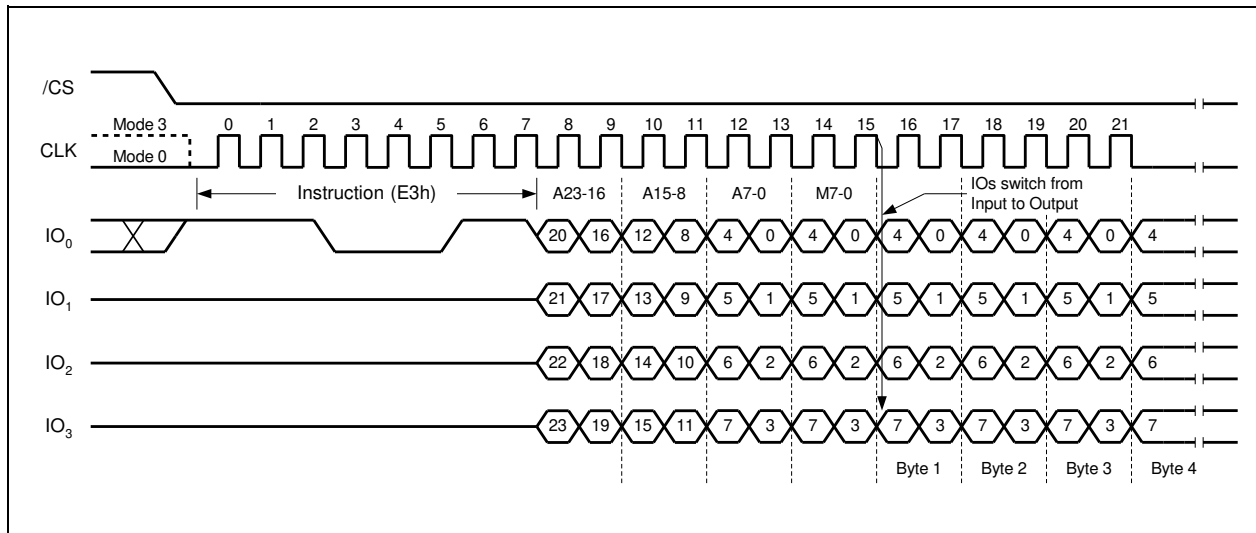 /CS
Mode 3 0 1 2 3 4 5 6 7 8 9 10 11 12 13 14 15 16 17 18 19 20 21
CLK
Mode 0
Instruction (E3h) A23-16 A15-8 A7-0 M7-0 IOs switch from
Input to Output
IO0 20 16 12 8 4 0 4 0 4 0 4 0 4 0 4
IO1 21 17 13 9 5 1 5 1 5 1 5 1 5 1 5
IO2 22 18 14 10 6 2 6 2 6 2 6 2 6 2 6
IO3 23 19 15 11 7 3 7 3 7 3 7 3 7 3 7
Byte 1 Byte 2 Byte 3 Byte 4